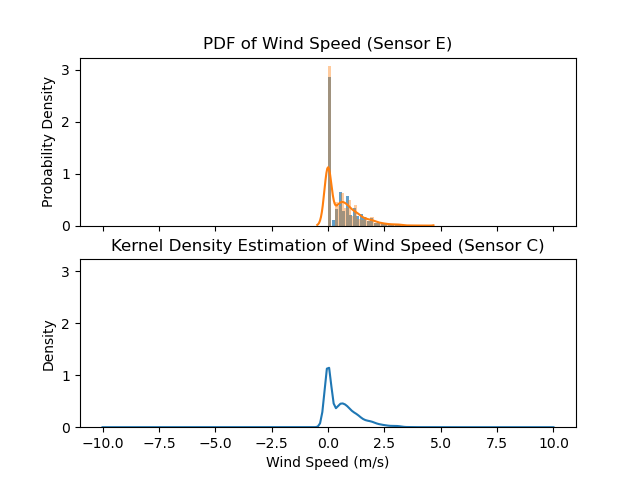 PDF of Wind Speed (Sensor E)
Probability Density
3
2
1
0
Kernel Density Estimation of Wind Speed (Sensor C)
Density
3
2
1
0
−10.0 −7.5 −5.0 −2.5 0.0 2.5 5.0 7.5 10.0
Wind Speed (m/s)